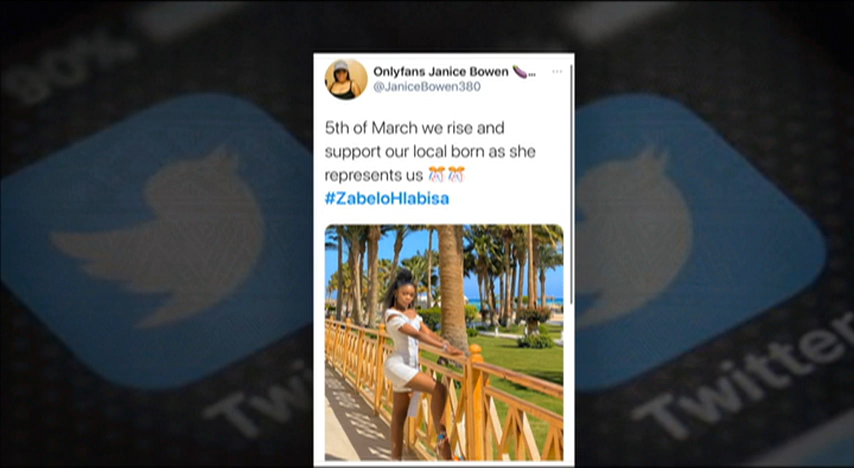 90%
Onlyfans Janice Bowen 🍆...
@JaniceBowen380
5th of March we rise and
support our local born as she
represents us 🎊🎊
#ZabeloHlabisa
Twitter